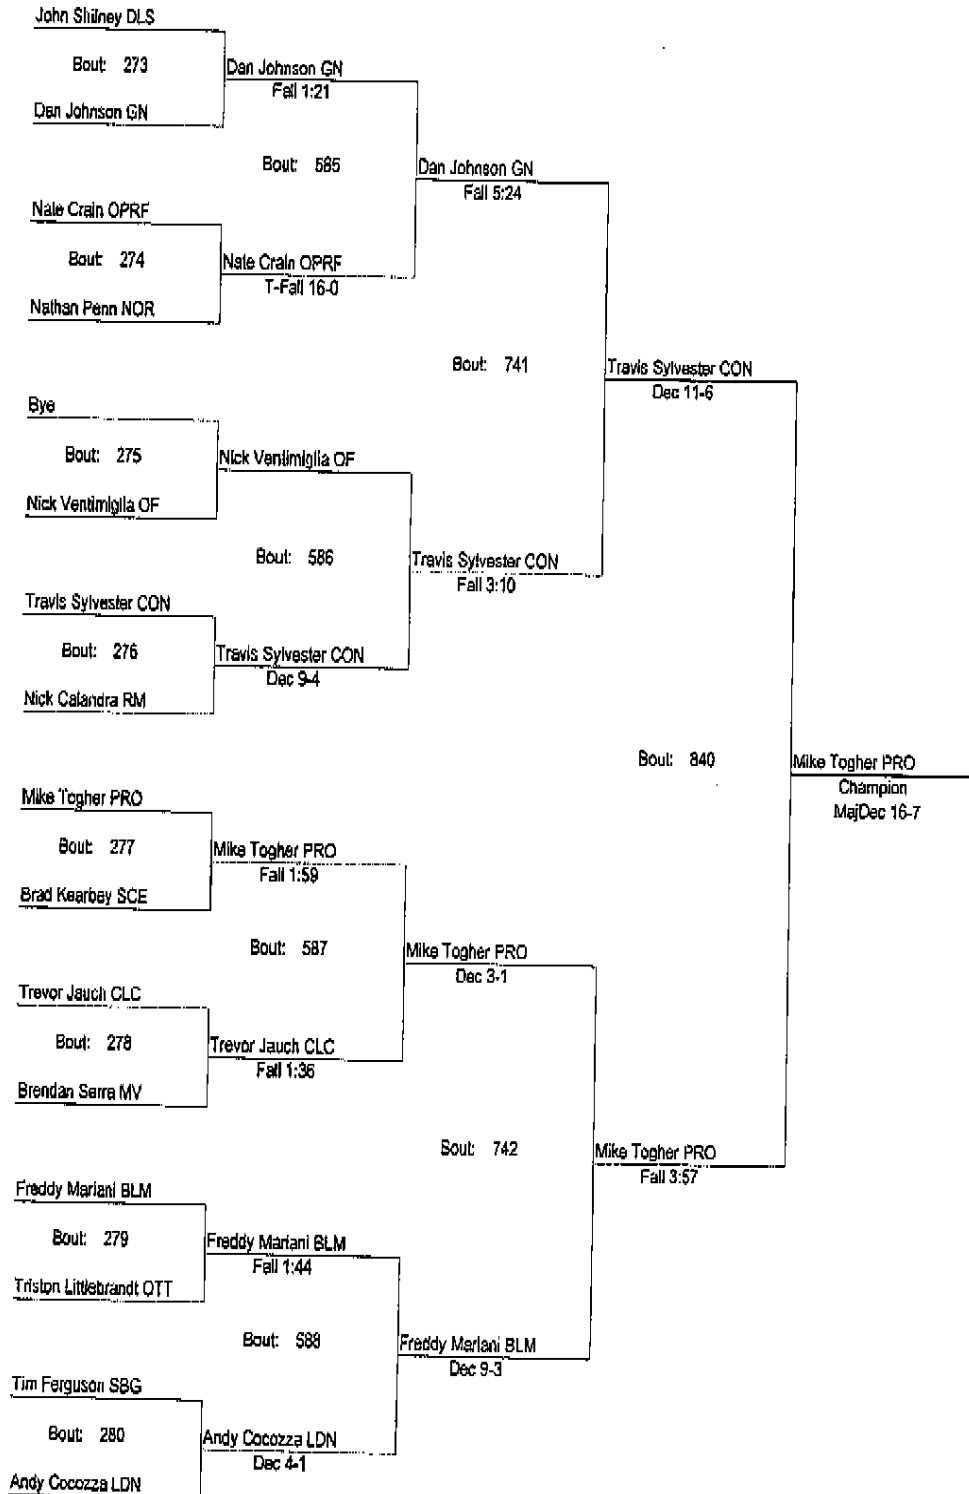 John Shilney DLS
Bout: 273
Dan Johnson GN
Fall 1:21
Dan Johnson GN
Bout: 585
Dan Johnson GN
Fall 5:24
Nate Crain OPRF
Bout: 274
Nate Crain OPRF
T-Fall 16-0
Nathan Penn NOR
Bout: 741
Travis Sylvester CON
Dec 11-6
Bye
Bout: 275
Nick Ventimiglia OF
Nick Ventimiglia OF
Bout: 586
Travis Sylvester CON
Fall 3:10
Travis Sylvester CON
Bout: 276
Travis Sylvester CON
Dec 9-4
Nick Calandra RM
Bout: 840
Mike Togher PRO
Champion
MajDec 16-7
Mike Togher PRO
Bout: 277
Mike Togher PRO
Fall 1:59
Brad Kearbey SCE
Bout: 587
Mike Togher PRO
Dec 3-1
Trevor Jauch CLC
Bout: 278
Trevor Jauch CLC
Fall 1:36
Brendan Serra MV
Bout: 742
Mike Togher PRO
Fall 3:57
Freddy Mariani BLM
Bout: 279
Freddy Mariani BLM
Fall 1:44
Triston Littlebrandt OTT
Bout: 588
Freddy Mariani BLM
Dec 9-3
Tim Ferguson SBG
Bout: 280
Andy Cocozza LDN
Dec 4-1
Andy Cocozza LDN